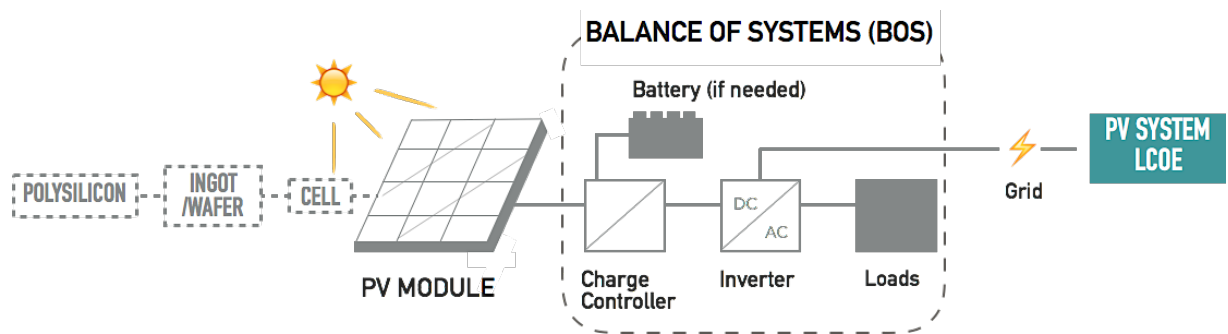 BALANCE OF SYSTEMS (BOS)
Battery (if needed)
PV SYSTEM
LCOE
POLYSILICON
INGOT
/WAFER
CELL
DC
AC
Grid
PV MODULE
Charge
Controller
Inverter
Loads